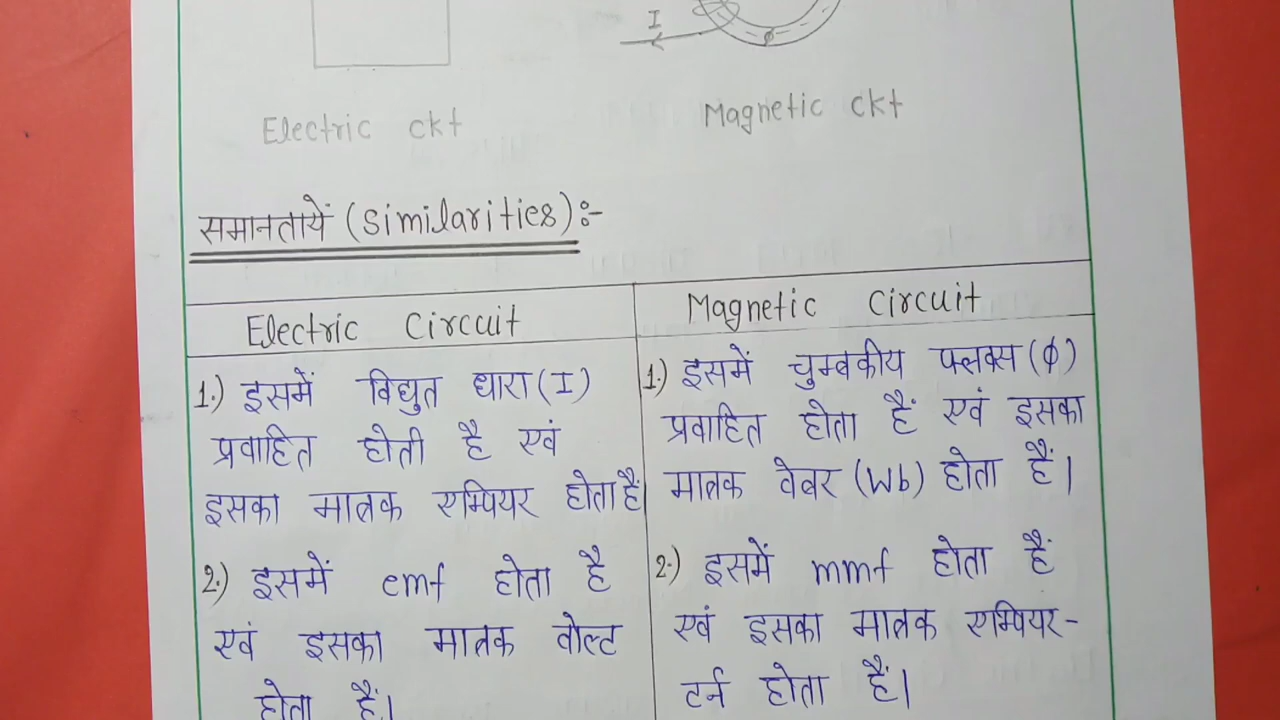 I
ϕ
Electric ckt
Magnetic ckt
समानतायें (Similarities):-
Electric Circuit
1.) इसमें विद्युत धारा (I)
प्रवाहित होती है एवं
इसका मात्रक एम्पियर होता है
2.) इसमें emf होता है
एवं इसका मात्रक वोल्ट
होता है।
Magnetic Circuit
1.) इसमें चुम्वकीय फ्लक्स (ϕ)
प्रवाहित होता हैं एवं इसका
मात्रक वेवर (Wb) होता हैं।
2.) इसमें mmf होता हैं
एवं इसका मात्रक एम्पियर-
टर्न होता हैं।